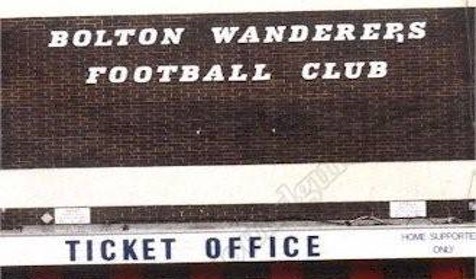 BOLTON WANDERERS
FOOTBALL CLUB
TICKET OFFICE
HOME SUPPORTE
ONLY